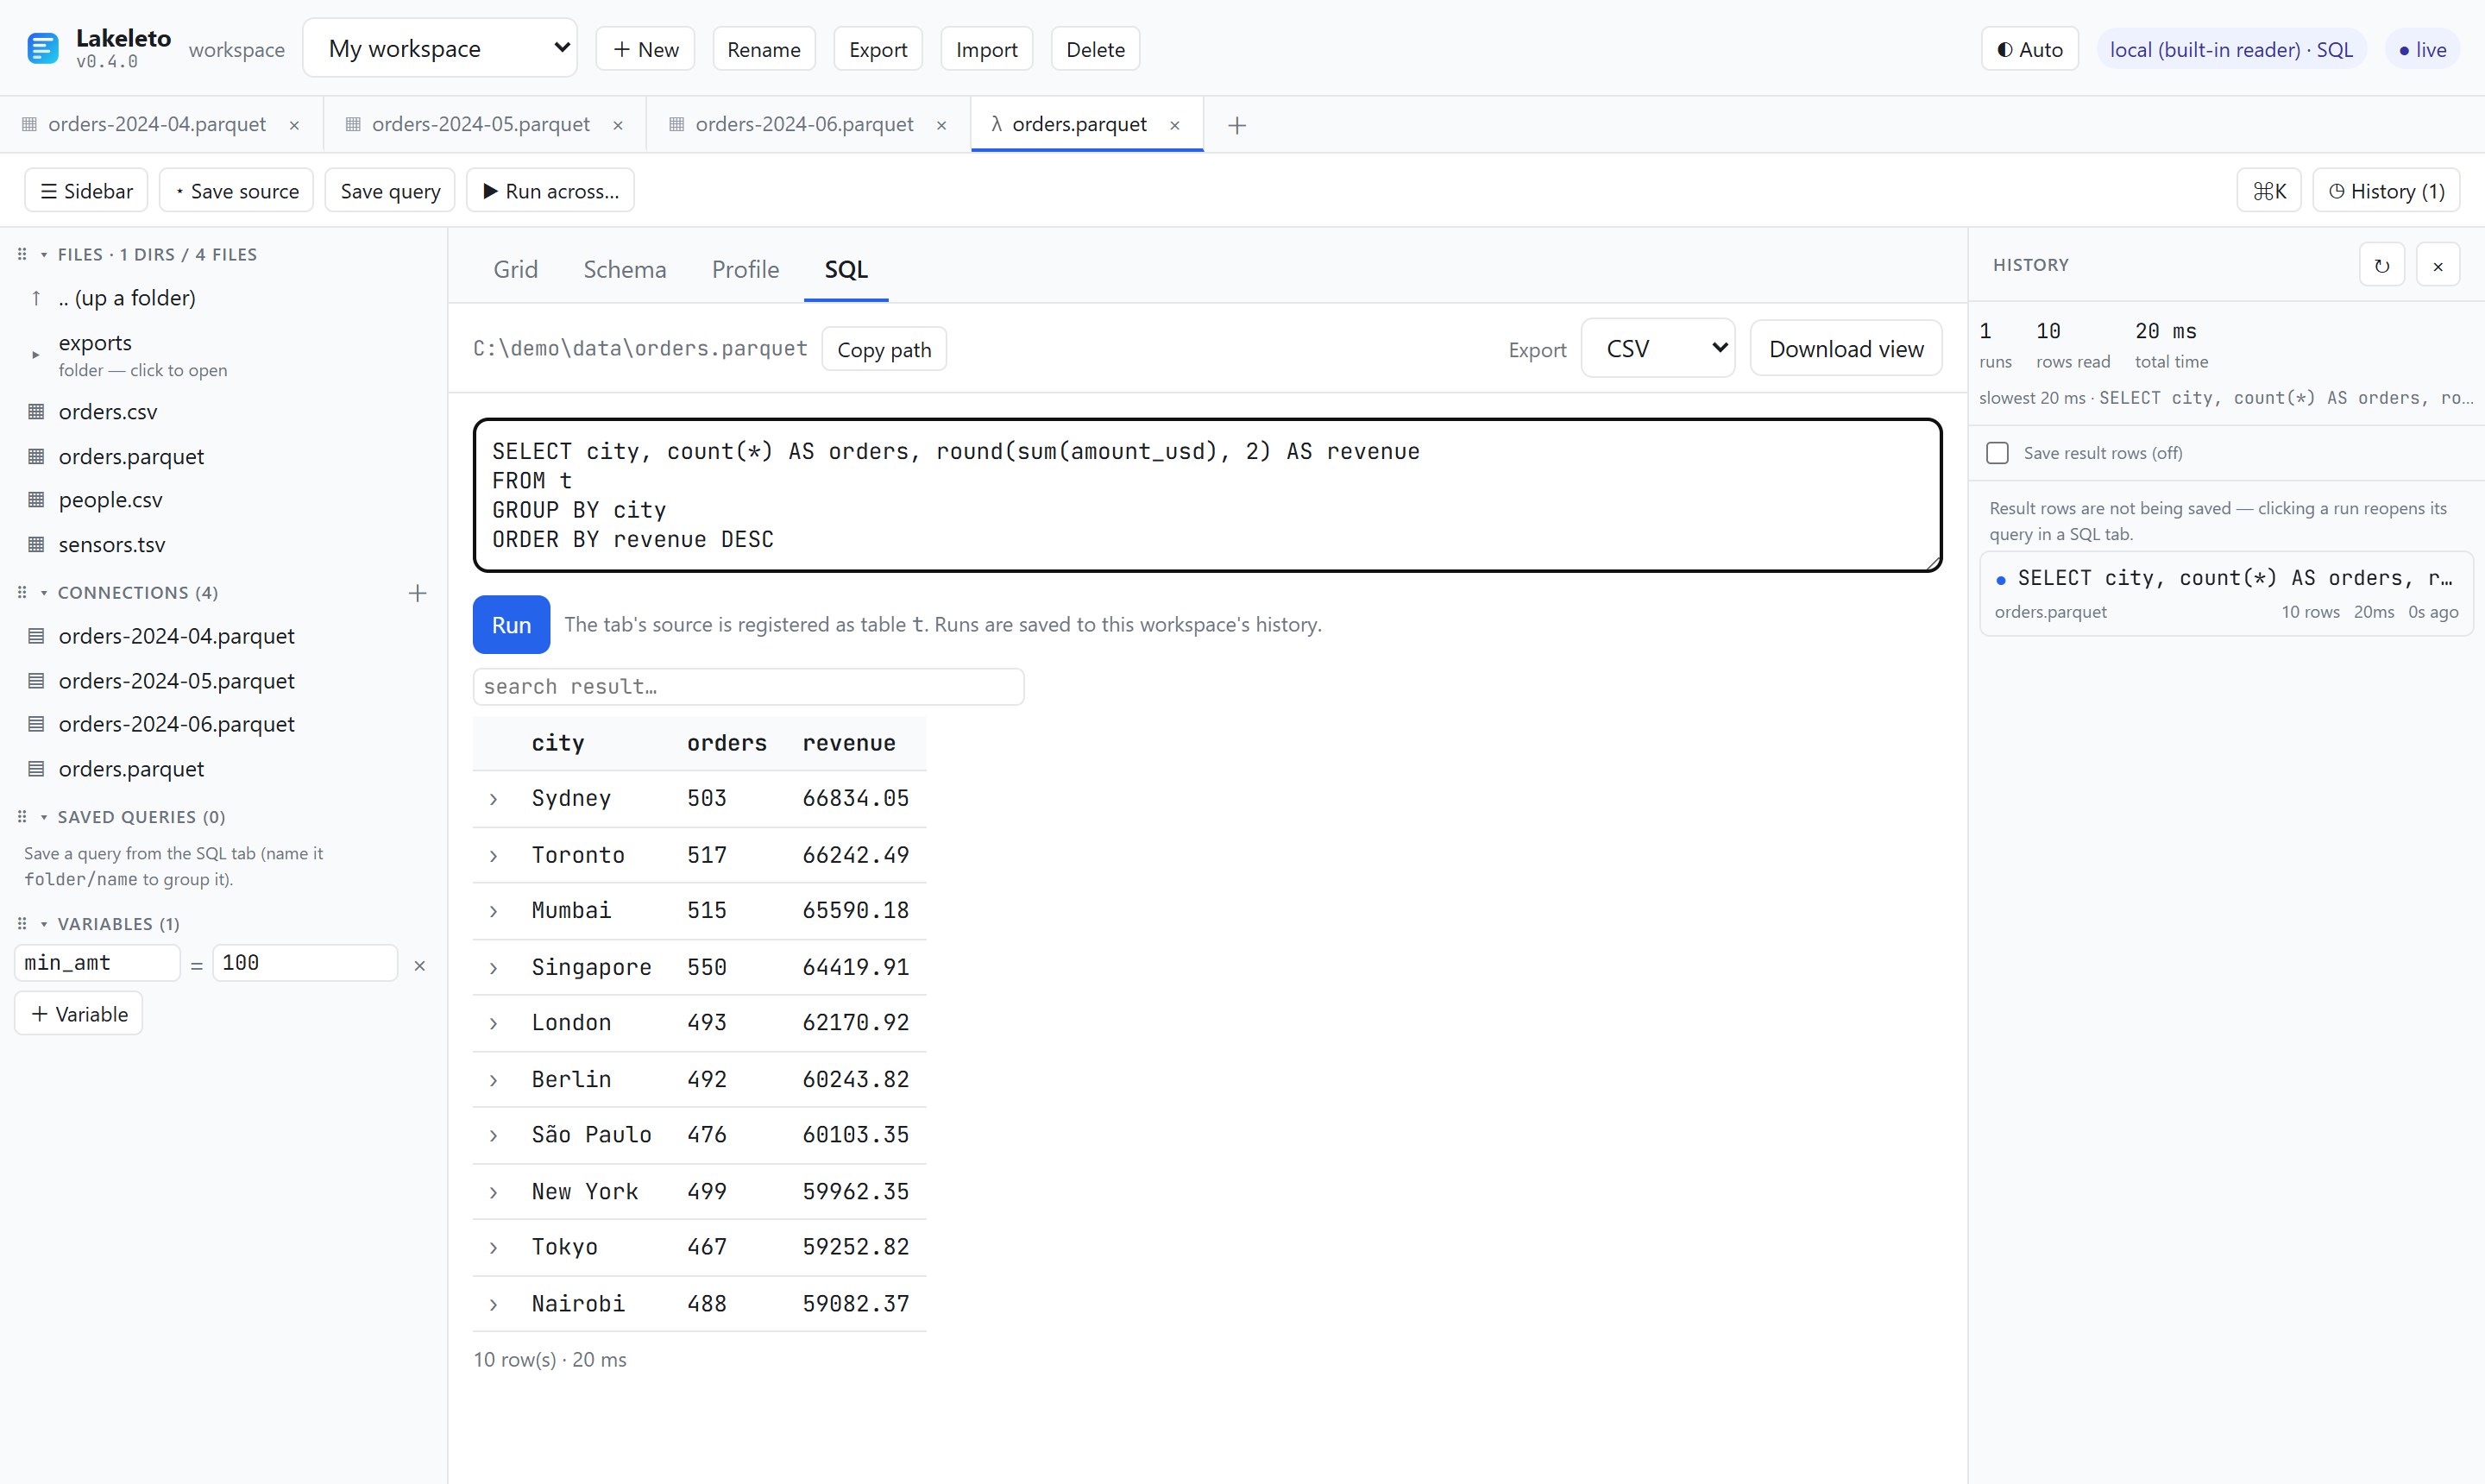 Lakeleto
v0.4.0
workspace
My workspace
+ New
Rename
Export
Import
Delete
◐ Auto
local (built-in reader) · SQL
● live
orders-2024-04.parquet ×
orders-2024-05.parquet ×
orders-2024-06.parquet ×
λ orders.parquet ×
+
☰ Sidebar
⋆ Save source
Save query
▶ Run across…
⌘K
◷ History (1)
FILES · 1 DIRS / 4 FILES
↑ .. (up a folder)
exports
folder — click to open
orders.csv
orders.parquet
people.csv
sensors.tsv
CONNECTIONS (4) +
orders-2024-04.parquet
orders-2024-05.parquet
orders-2024-06.parquet
orders.parquet
SAVED QUERIES (0)
Save a query from the SQL tab (name it
folder/name to group it).
VARIABLES (1)
min_amt = 100 ×
+ Variable
Grid Schema Profile SQL
C:\demo\data\orders.parquet
Copy path
Export
CSV
Download view
SELECT city, count(*) AS orders, round(sum(amount_usd), 2) AS revenue
FROM t
GROUP BY city
ORDER BY revenue DESC
Run
The tab's source is registered as table t. Runs are saved to this workspace's history.
search result…
city orders revenue
› Sydney 503 66834.05
› Toronto 517 66242.49
› Mumbai 515 65590.18
› Singapore 550 64419.91
› London 493 62170.92
› Berlin 492 60243.82
› São Paulo 476 60103.35
› New York 499 59962.35
› Tokyo 467 59252.82
› Nairobi 488 59082.37
10 row(s) · 20 ms
HISTORY
↻ ×
1 10 20 ms
runs rows read total time
slowest 20 ms · SELECT city, count(*) AS orders, ro…
Save result rows (off)
Result rows are not being saved — clicking a run reopens its
query in a SQL tab.
● SELECT city, count(*) AS orders, r…
orders.parquet 10 rows 20ms 0s ago